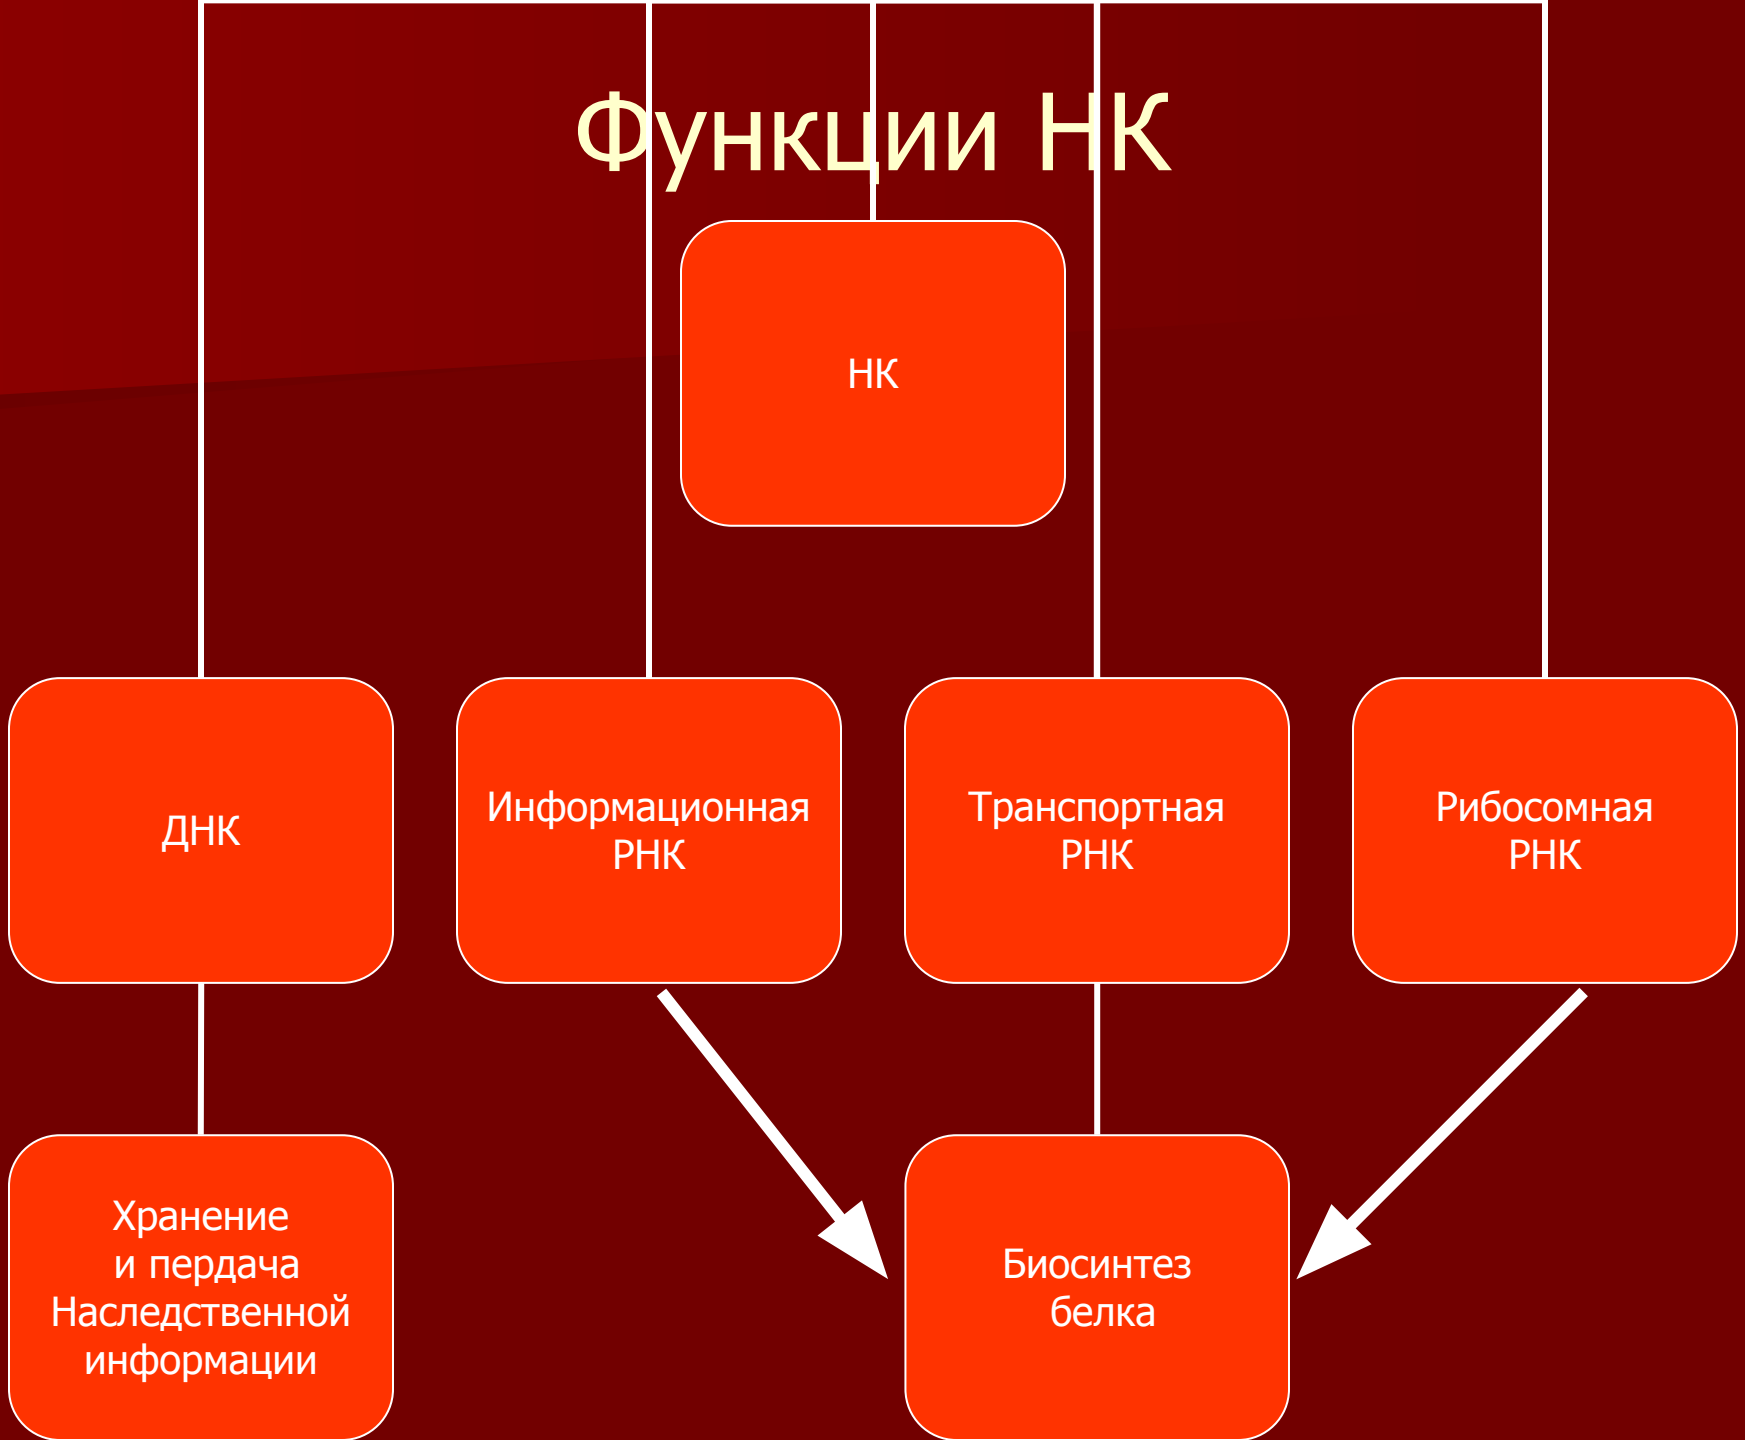 Функции НК
НК
ДНК
Информационная
РНК
Транспортная
РНК
Рибосомная
РНК
Хранение
и пердача
Наследственной
информации
Биосинтез
белка